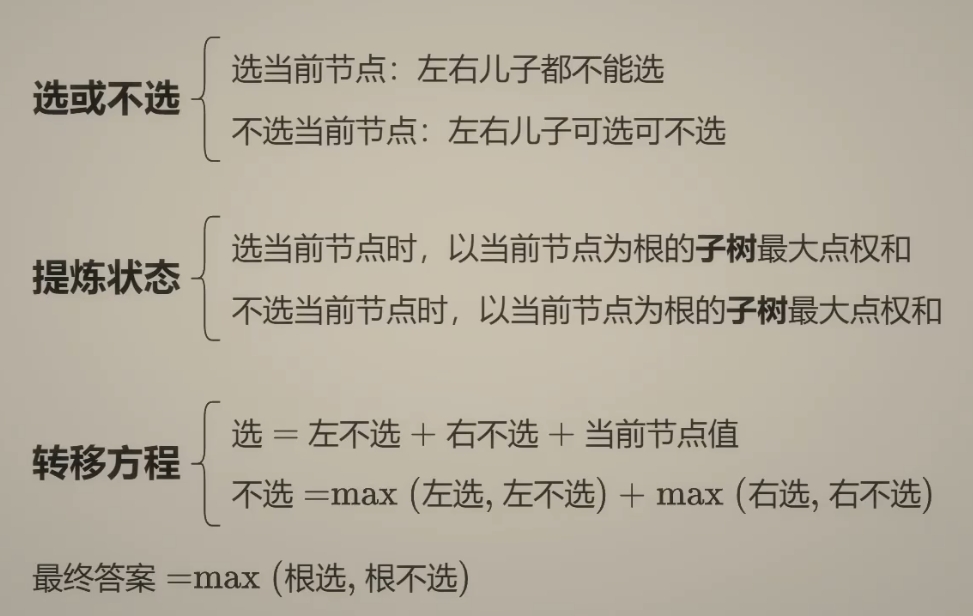 选或不选
选当前节点：左右儿子都不能选
不选当前节点：左右儿子可选可不选
提炼状态
选当前节点时，以当前节点为根的子树最大点权和
不选当前节点时，以当前节点为根的子树最大点权和
转移方程
选 = 左不选 + 右不选 + 当前节点值
不选 =max (左选, 左不选) + max (右选, 右不选)
最终答案 =max (根选, 根不选)